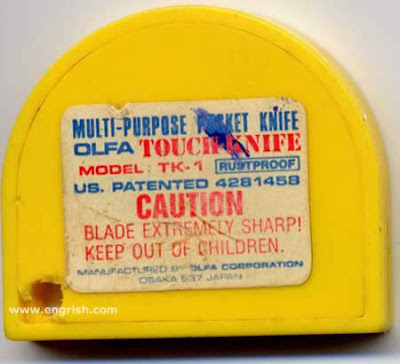 MULTI-PURPOSE POCKET KNIFE
OLFA TOUCH KNIFE
MODEL: TK-1 RUSTPROOF
U.S. PATENTED 4281458
CAUTION
BLADE EXTREMELY SHARP!
KEEP OUT OF CHILDREN.
MANUFACTURED BY OLFA CORPORATION
OSAKA 537 JAPAN
www.engrish.com